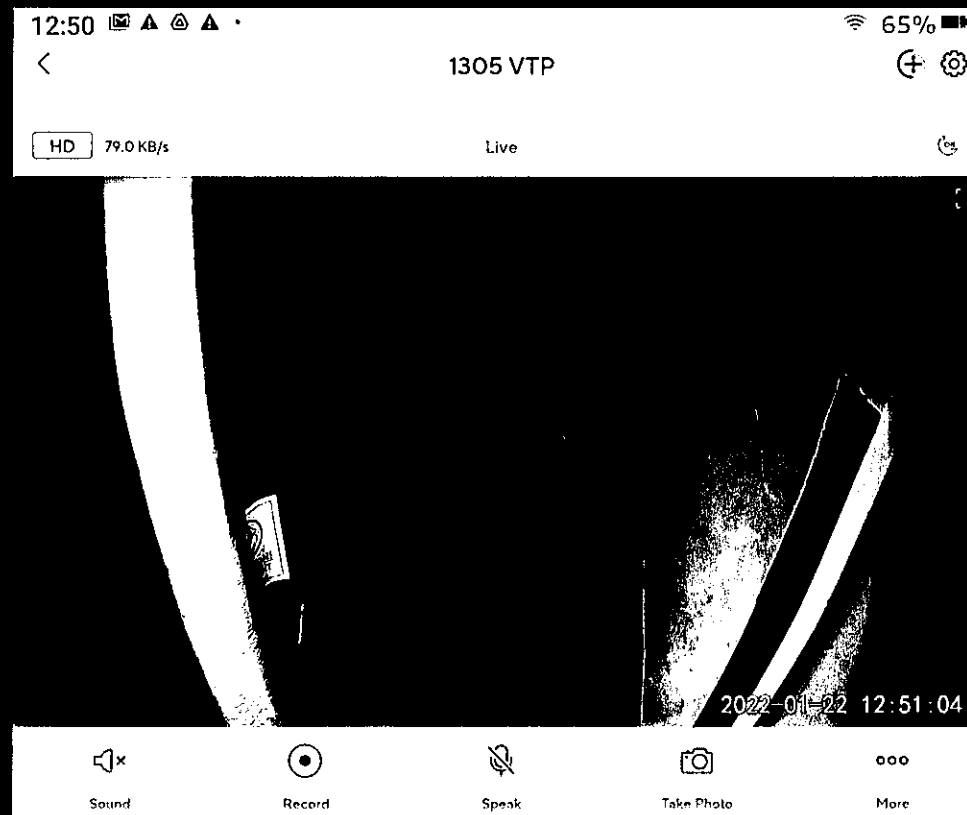 12:50 65%
1305 VTP
HD 79.0 KB/s Live
2022-01-22 12:51:04
Sound Record Speak Take Photo More